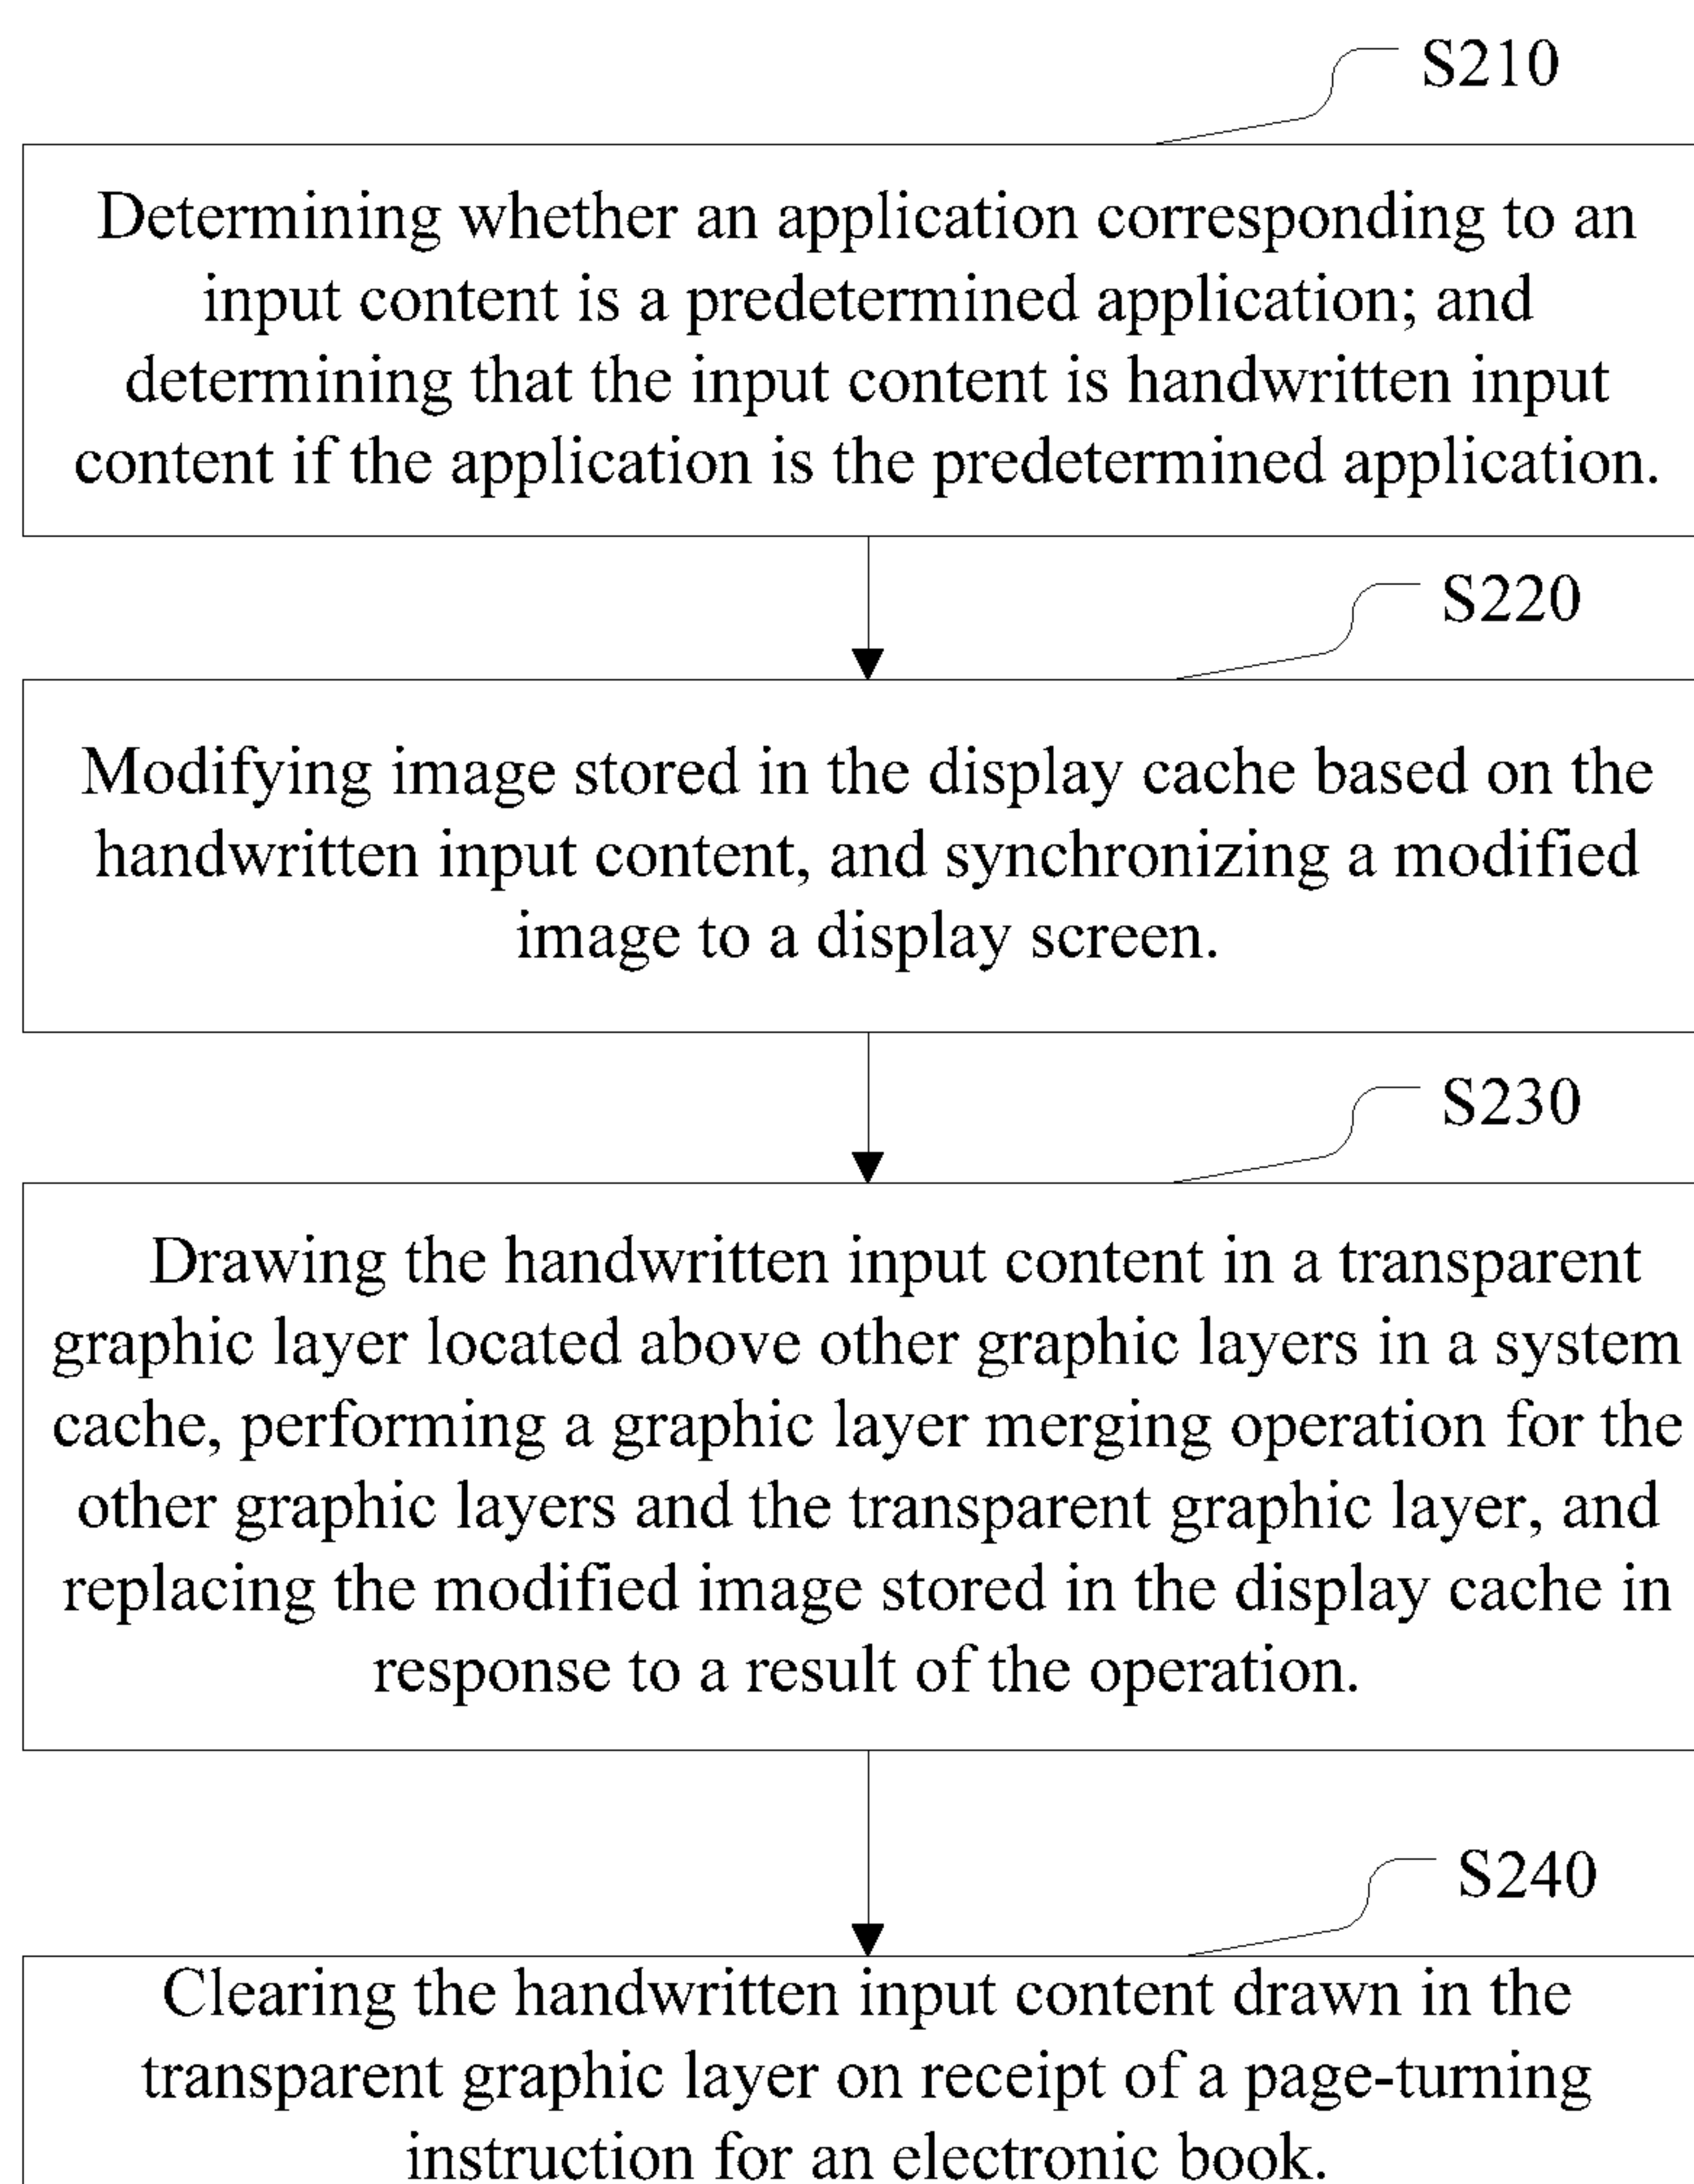 S210
Determining whether an application corresponding to an
input content is a predetermined application; and
determining that the input content is handwritten input
content if the application is the predetermined application.
S220
Modifying image stored in the display cache based on the
handwritten input content, and synchronizing a modified
image to a display screen.
S230
Drawing the handwritten input content in a transparent
graphic layer located above other graphic layers in a system
cache, performing a graphic layer merging operation for the
other graphic layers and the transparent graphic layer, and
replacing the modified image stored in the display cache in
response to a result of the operation.
S240
Clearing the handwritten input content drawn in the
transparent graphic layer on receipt of a page-turning
instruction for an electronic book.